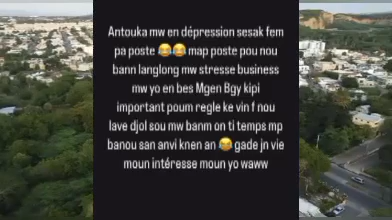 Antouka mw en dépression sesak fem
pa poste 😂😂 map poste pou nou
bann langlong mw stresse business
mw yo en bes Mgen Bgy kipi
important poum regle ke vin f nou
lave djol sou mw banm on ti temps mp
banou san anvi knen an 😂 gade jn vie
moun intéresse moun yo waww